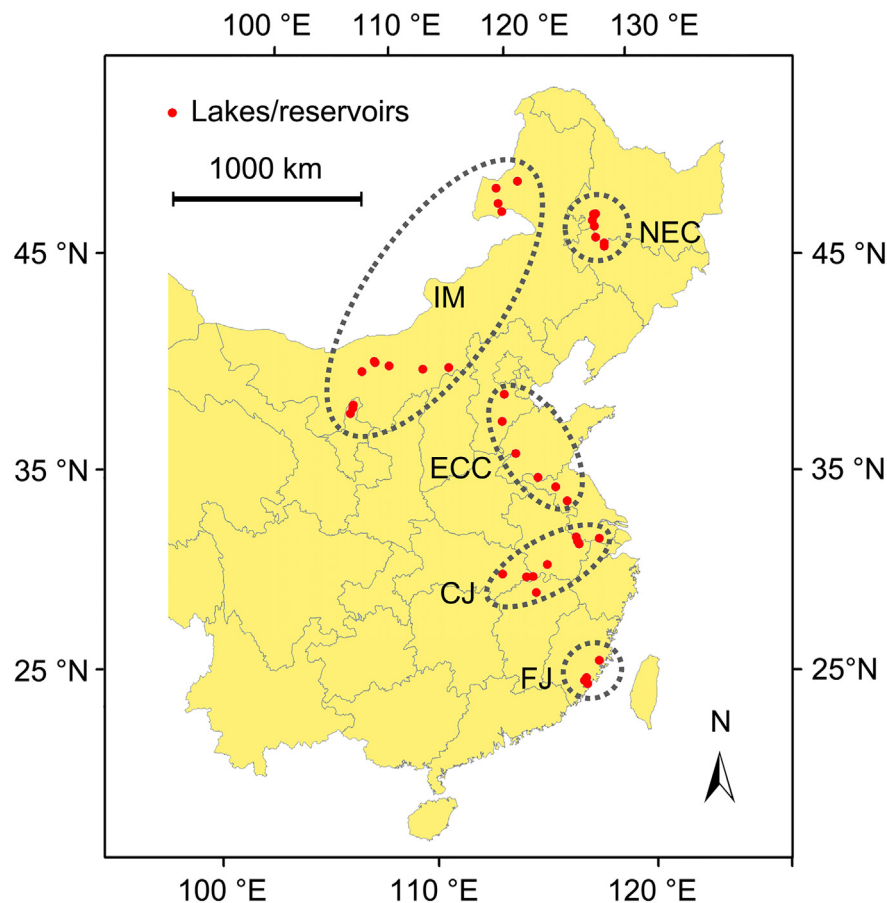 100 °E 110 °E 120 °E 130 °E
Lakes/reservoirs
1000 km
NEC
45 °N 45 °N
IM
ECC
35 °N 35 °N
CJ
FJ
25 °N 25°N
N
100 °E 110 °E 120 °E